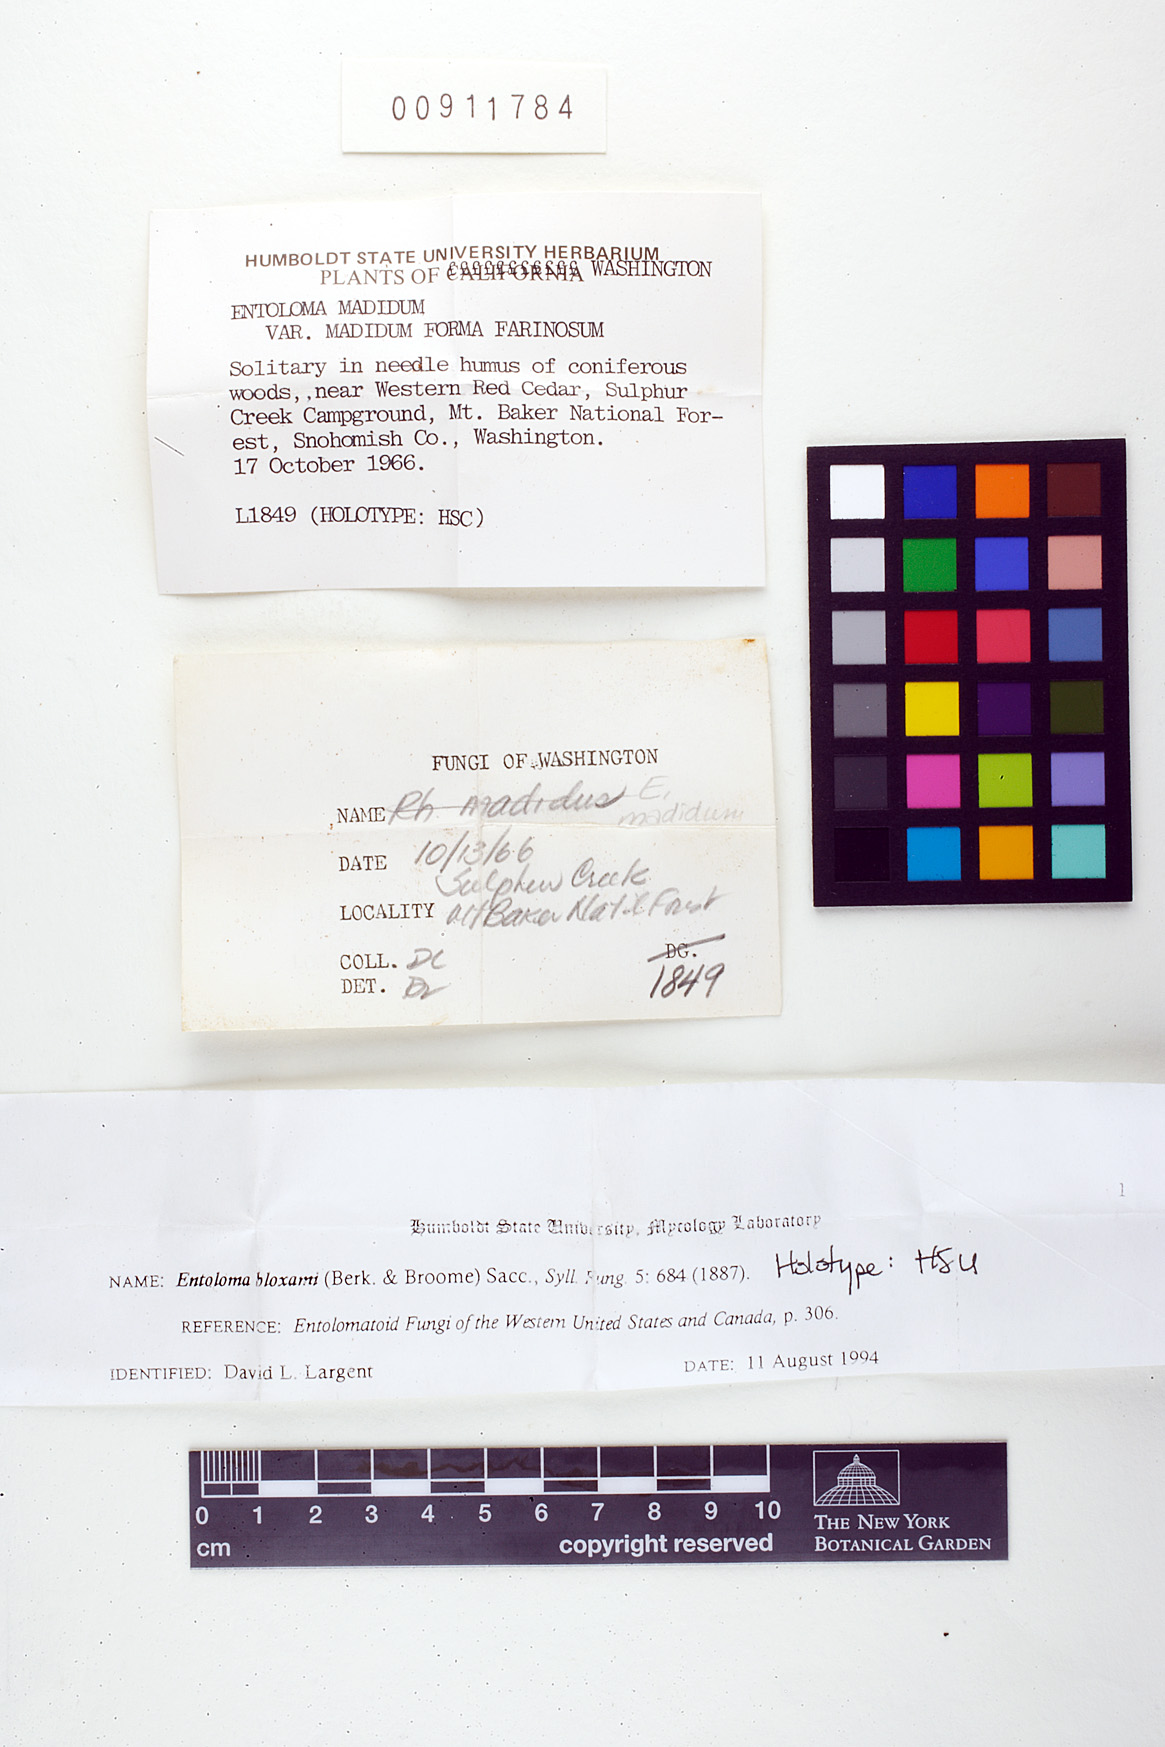 00911784
HUMBOLDT STATE UNIVERSITY HERBARIUM
PLANTS OF CALIFORNIA WASHINGTON
ENTOLOMA MADIDUM
VAR. MADIDUM FORMA FARINOSUM
Solitary in needle humus of coniferous
woods,,near Western Red Cedar, Sulphur
Creek Campground, Mt. Baker National For-
est, Snohomish Co., Washington.
17 October 1966.
L1849 (HOLOTYPE: HSC)
FUNGI OF WASHINGTON
NAME Rh. madidus E.
madidum
DATE 10/13/66
Sulphur Creek
LOCALITY Mt Baker Nat'l Forest
COLL. DL
DG.
DET. DL
1849
1
Humboldt State University, Mycology Laboratory
NAME: Entoloma bloxami (Berk. & Broome) Sacc., Syll. Fung. 5: 684 (1887). Holotype: HSU
REFERENCE: Entolomatoid Fungi of the Western United States and Canada, p. 306.
IDENTIFIED: David L. Largent DATE: 11 August 1994
0 1 2 3 4 5 6 7 8 9 10
cm copyright reserved
THE NEW YORK
BOTANICAL GARDEN